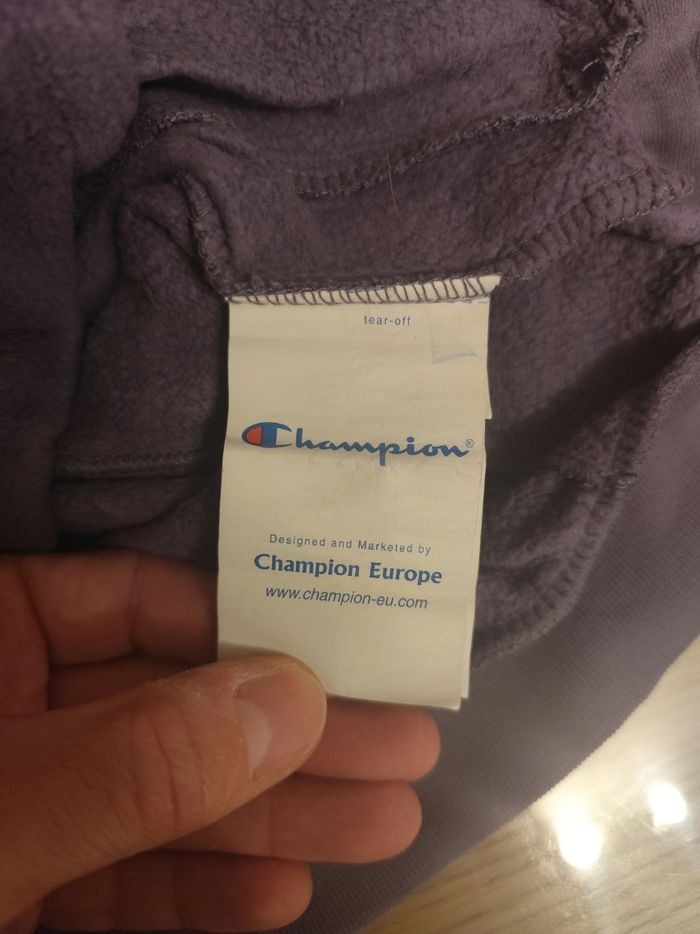 tear-off
Champion®
Designed and Marketed by
Champion Europe
www.champion-eu.com